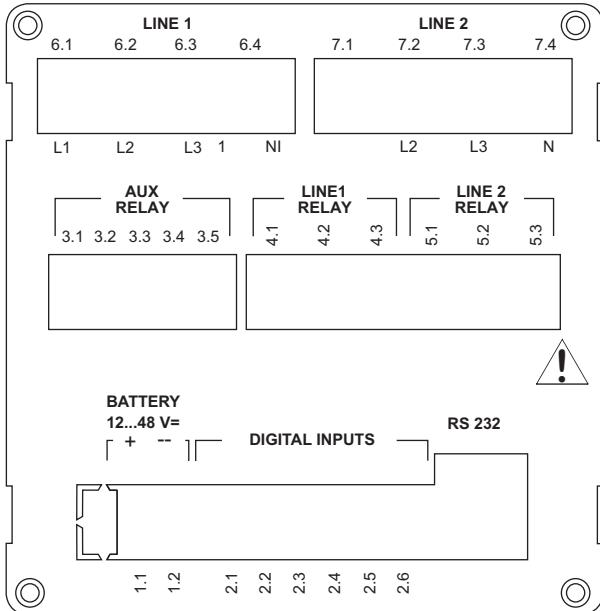 LINE 1 LINE 2
6.1 6.2 6.3 6.4 7.1 7.2 7.3 7.4
L1 L2 L3 1 NI L2 L3 N
AUX RELAY LINE1 RELAY LINE 2 RELAY
3.1 3.2 3.3 3.4 3.5 4.1 4.2 4.3 5.1 5.2 5.3
BATTERY
12...48 V=
+ -- DIGITAL INPUTS RS 232
1.1 1.2 2.1 2.2 2.3 2.4 2.5 2.6